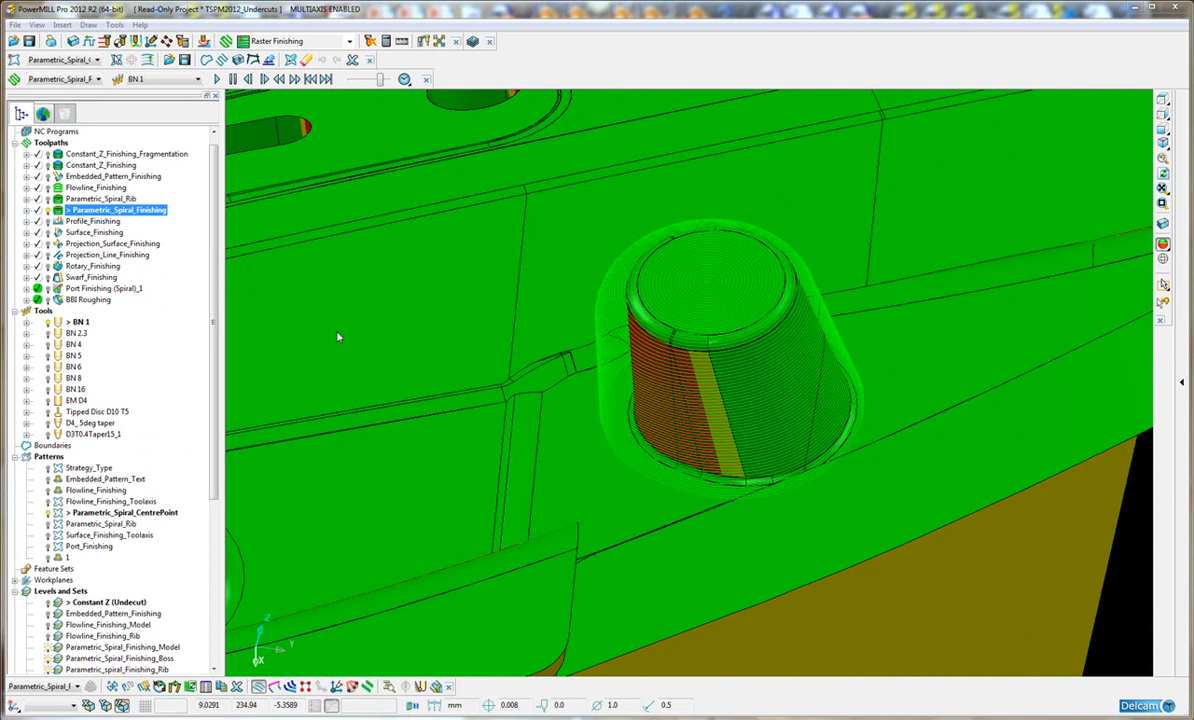 PowerMILL Pro 2012 R2 (64-bit) [Read-Only Project * TSPM2012_Undercuts ] MULTIAXIS ENABLED
File View Insert Draw Tools Help
Raster Finishing
Parametric_Spiral_
Parametric_Spiral_F BN 1
NC Programs
Toolpaths
Constant_Z_Finishing_Fragmentation
Constant_Z_Finishing
Embedded_Pattern_Finishing
Flowline_Finishing
Parametric_Spiral_Rib
> Parametric_Spiral_Finishing
Profile_Finishing
Surface_Finishing
Projection_Surface_Finishing
Projection_Line_Finishing
Rotary_Finishing
Swarf_Finishing
Port Finishing (Spiral)_1
BBI Roughing
Tools
> BN 1
BN 2.3
BN 4
BN 5
BN 6
BN 8
BN 16
EM D4
Tipped Disc D10 T5
D4_ 5deg taper
D3T0.4Taper15_1
Boundaries
Patterns
Strategy_Type
Embedded_Pattern_Text
Flowline_Finishing
Flowline_Finishing_Toolaxis
> Parametric_Spiral_CentrePoint
Parametric_Spiral_Rib
Surface_Finishing_Toolaxis
Port_Finishing
1
Feature Sets
Workplanes
Levels and Sets
> Constant Z (Undecut)
Embedded_Pattern_Finishing
Flowline_Finishing_Model
Flowline_Finishing_Rib
Parametric_Spiral_Finishing_Model
Parametric_Spiral_Finishing_Boss
Parametric_spiral_Finishing_Rib
Z
Y
X
Parametric_Spiral_F
9.0291 234.94 -5.3589 mm 0.008 0.0 1.0 0.5
Delcam